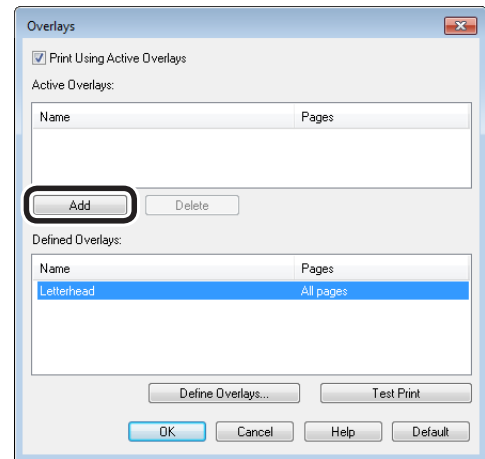 Overlays
Print Using Active Overlays
Active Overlays:
Name Pages
Add Delete
Defined Overlays:
Name Pages
Letterhead All pages
Define Overlays... Test Print
OK Cancel Help Default